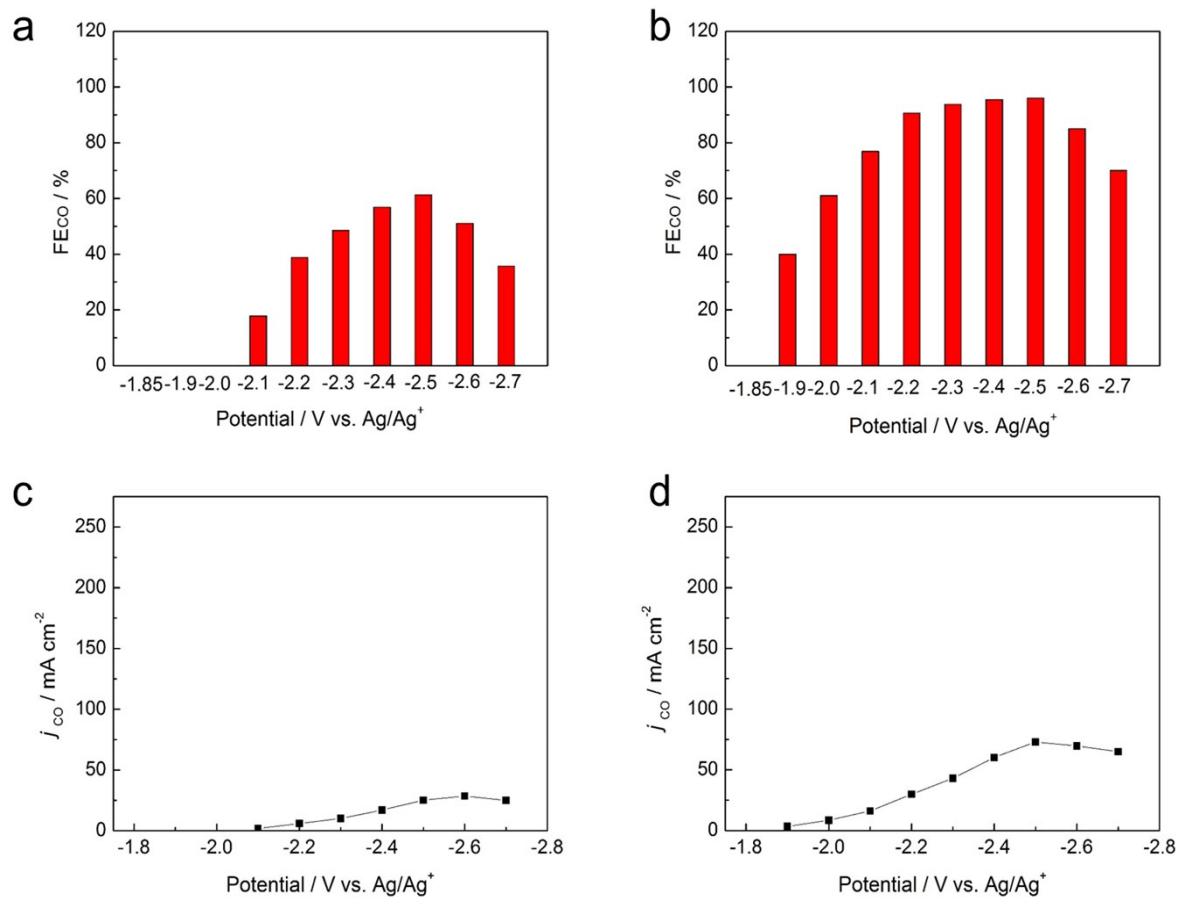 a
120
100
80
60
40
20
0
FECO / %
-1.85 -1.9 -2.0 -2.1 -2.2 -2.3 -2.4 -2.5 -2.6 -2.7
Potential / V vs. Ag/Ag⁺
b
120
100
80
60
40
20
0
FECO / %
-1.85 -1.9 -2.0 -2.1 -2.2 -2.3 -2.4 -2.5 -2.6 -2.7
Potential / V vs. Ag/Ag⁺
c
250
200
150
100
50
0
j CO / mA cm⁻²
-1.8 -2.0 -2.2 -2.4 -2.6 -2.8
Potential / V vs. Ag/Ag⁺
d
250
200
150
100
50
0
j CO / mA cm⁻²
-1.8 -2.0 -2.2 -2.4 -2.6 -2.8
Potential / V vs. Ag/Ag⁺